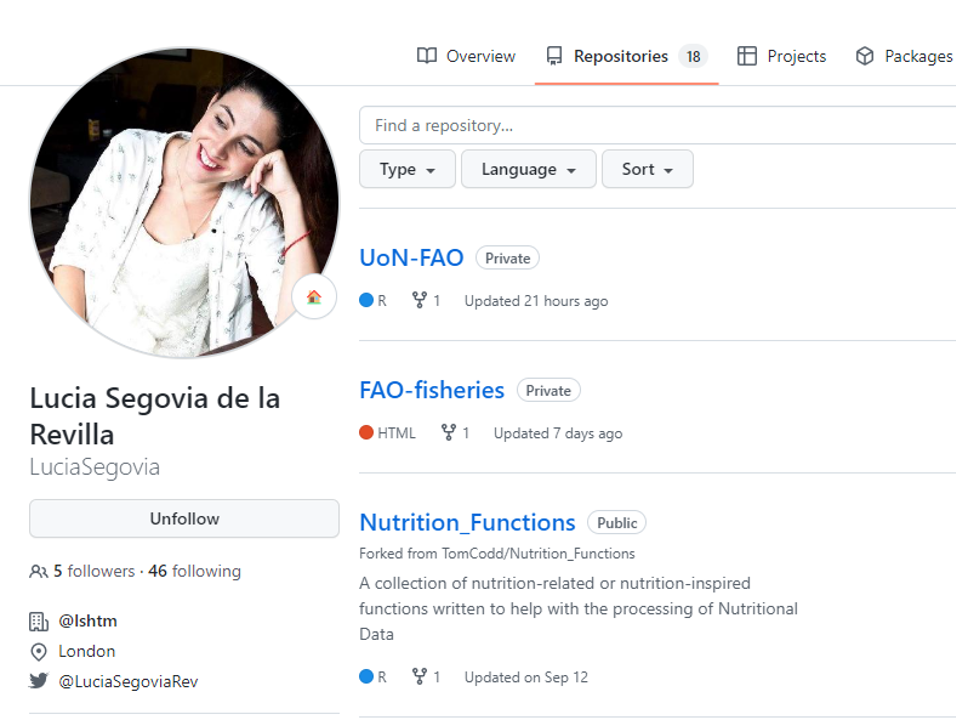 Overview
Repositories 18
Projects
Packages
Find a repository...
Type
Language
Sort
UoN-FAO Private
R 1 Updated 21 hours ago
FAO-fisheries Private
HTML 1 Updated 7 days ago
Nutrition_Functions Public
Forked from TomCodd/Nutrition_Functions
A collection of nutrition-related or nutrition-inspired
functions written to help with the processing of Nutritional
Data
R 1 Updated on Sep 12
Lucia Segovia de la
Revilla
LuciaSegovia
Unfollow
5 followers · 46 following
@lshtm
London
@LuciaSegoviaRev